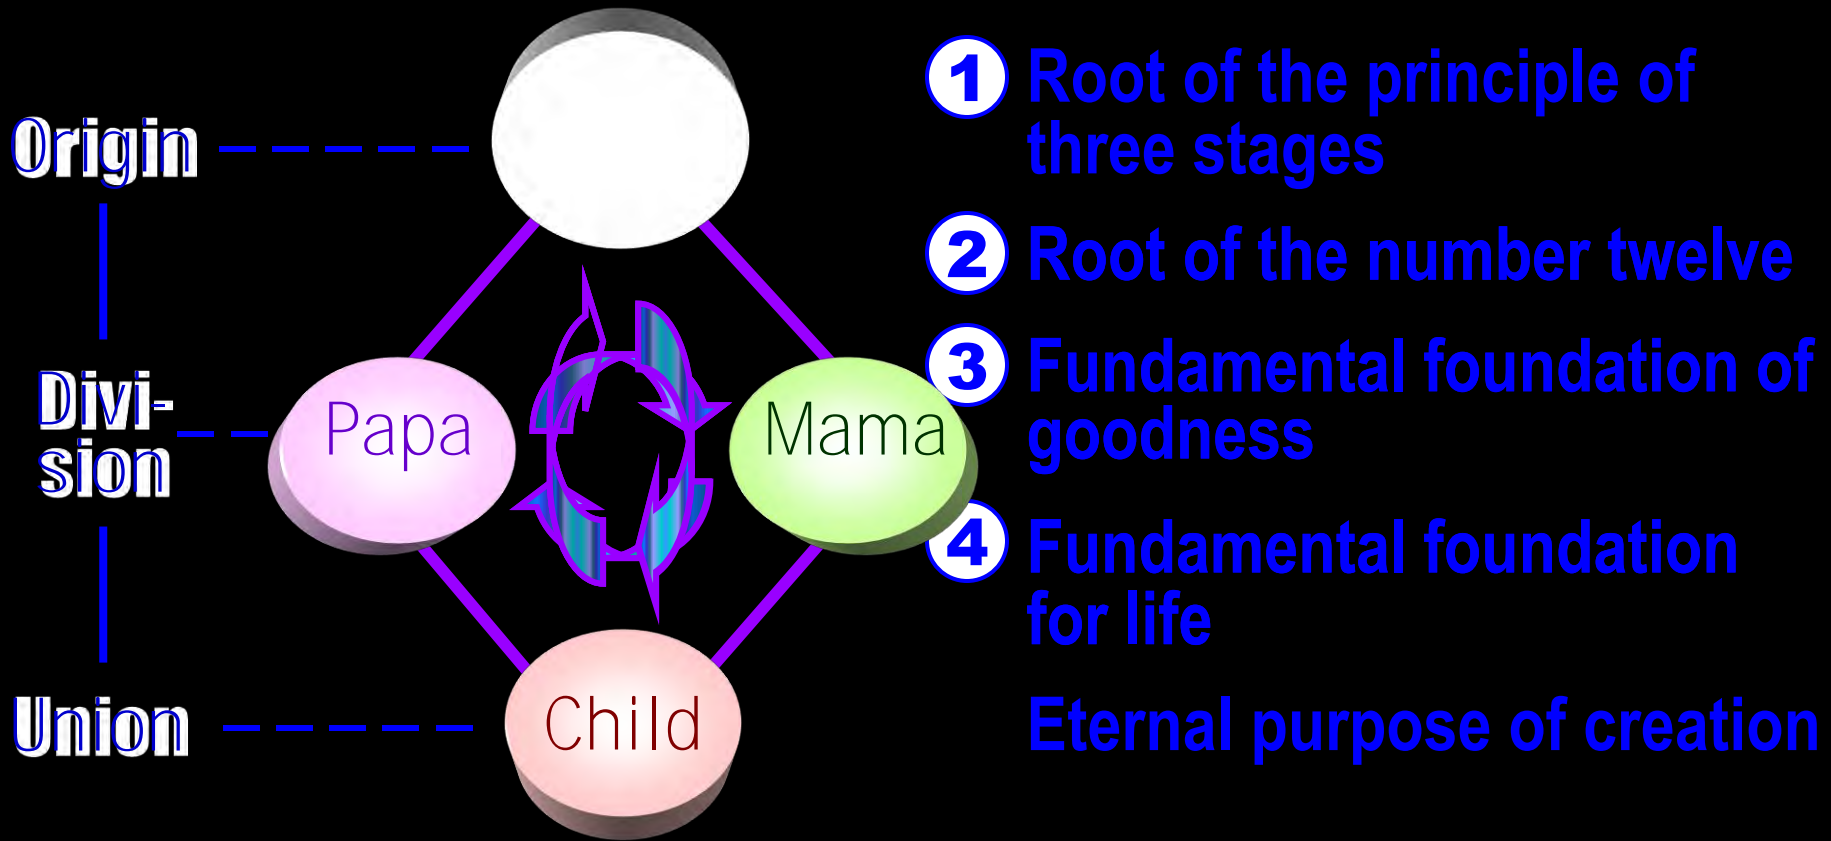 Origin
Divi-
sion
Union
Papa
Mama
Child
1 Root of the principle of
three stages
2 Root of the number twelve
3 Fundamental foundation of
goodness
4 Fundamental foundation
for life
Eternal purpose of creation